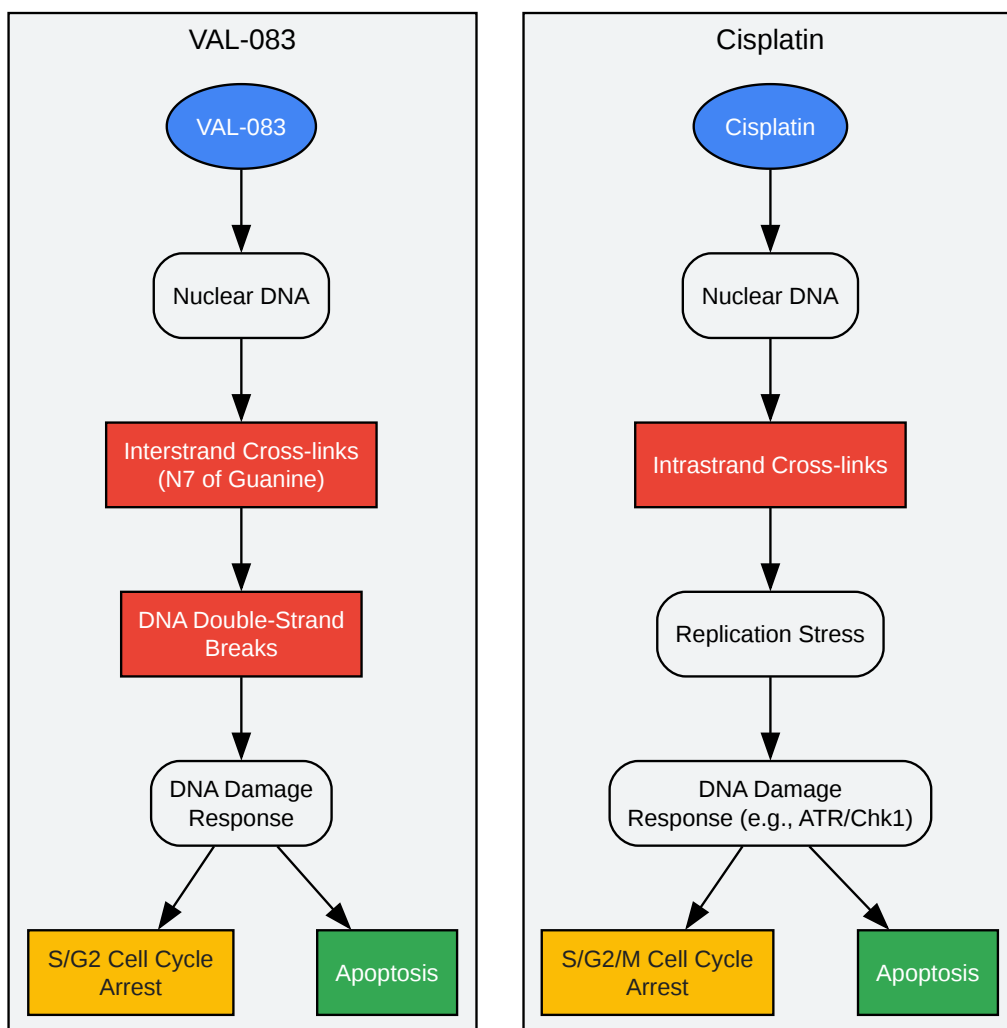 VAL-083
VAL-083
Nuclear DNA
Interstrand Cross-links
(N7 of Guanine)
DNA Double-Strand
Breaks
DNA Damage
Response
S/G2 Cell Cycle
Arrest
Apoptosis
Cisplatin
Cisplatin
Nuclear DNA
Intrastrand Cross-links
Replication Stress
DNA Damage
Response (e.g., ATR/Chk1)
S/G2/M Cell Cycle
Arrest
Apoptosis